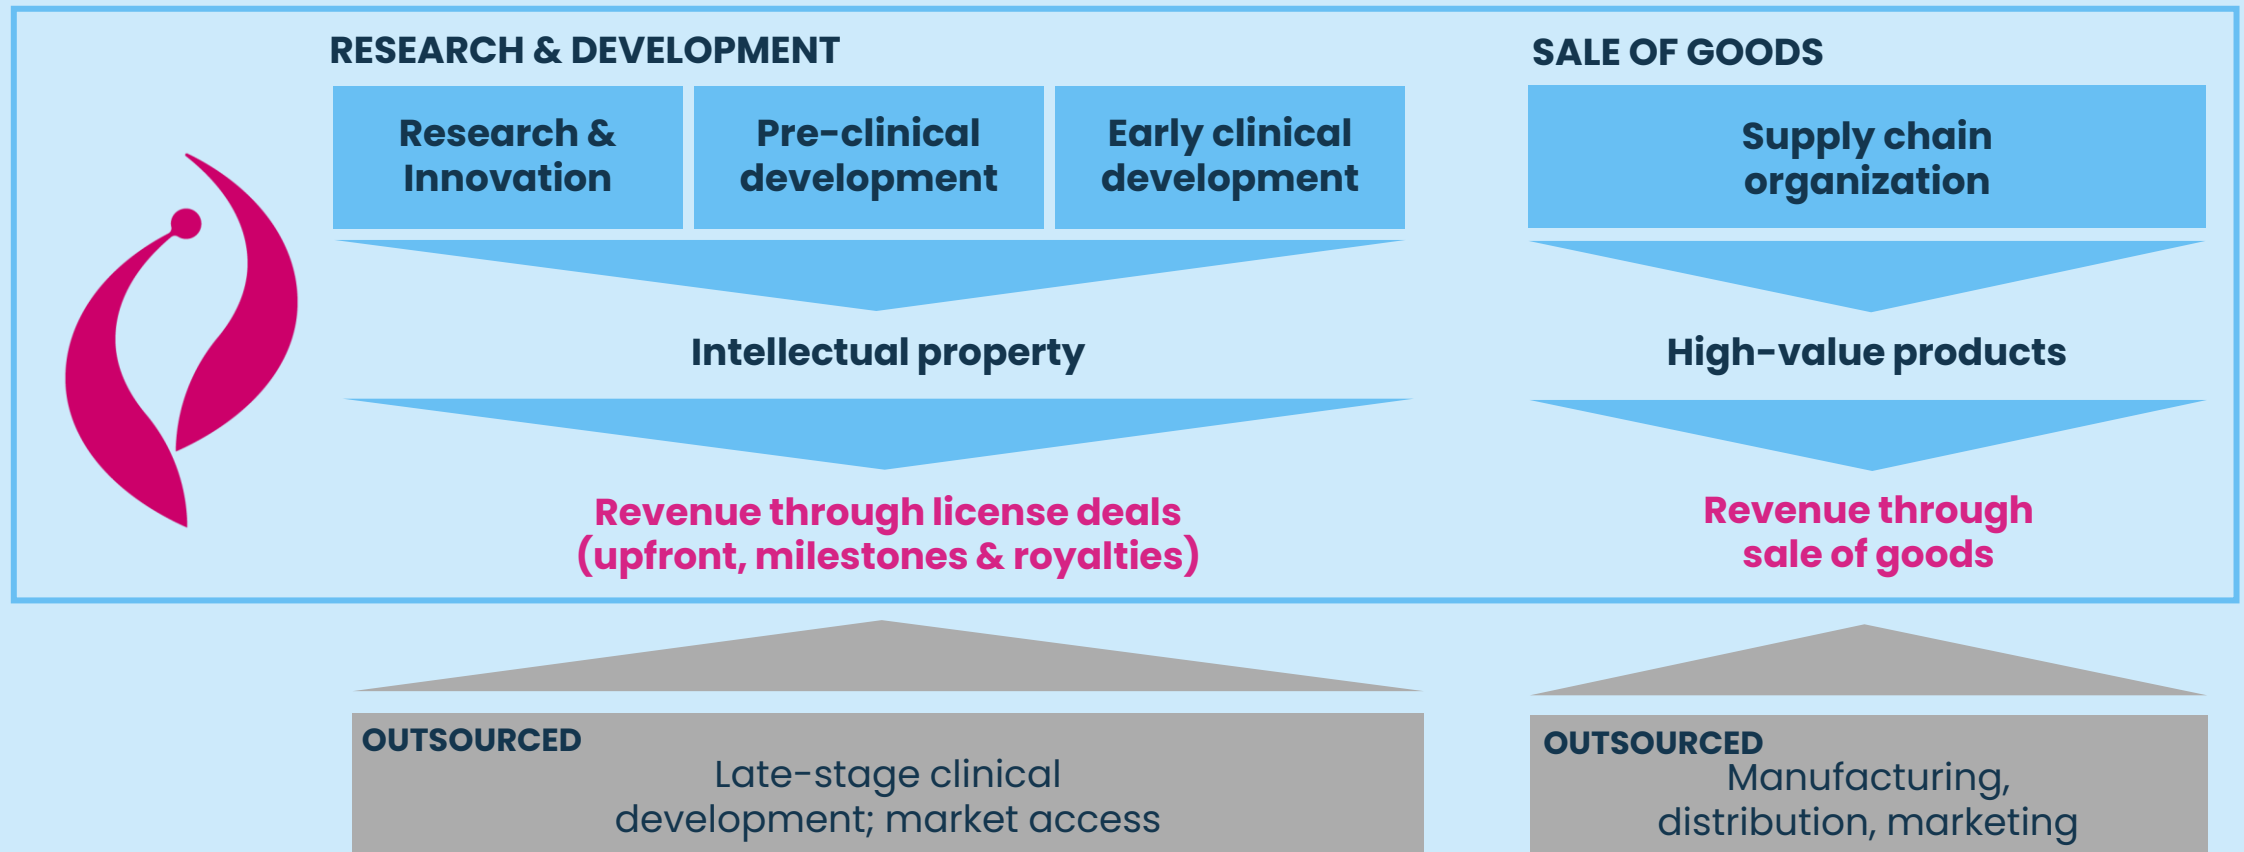 RESEARCH & DEVELOPMENT
Research &
Innovation
Pre-clinical
development
Early clinical
development
Intellectual property
Revenue through license deals
(upfront, milestones & royalties)
OUTSOURCED
Late-stage clinical
development; market access
SALE OF GOODS
Supply chain
organization
High-value products
Revenue through
sale of goods
OUTSOURCED
Manufacturing,
distribution, marketing